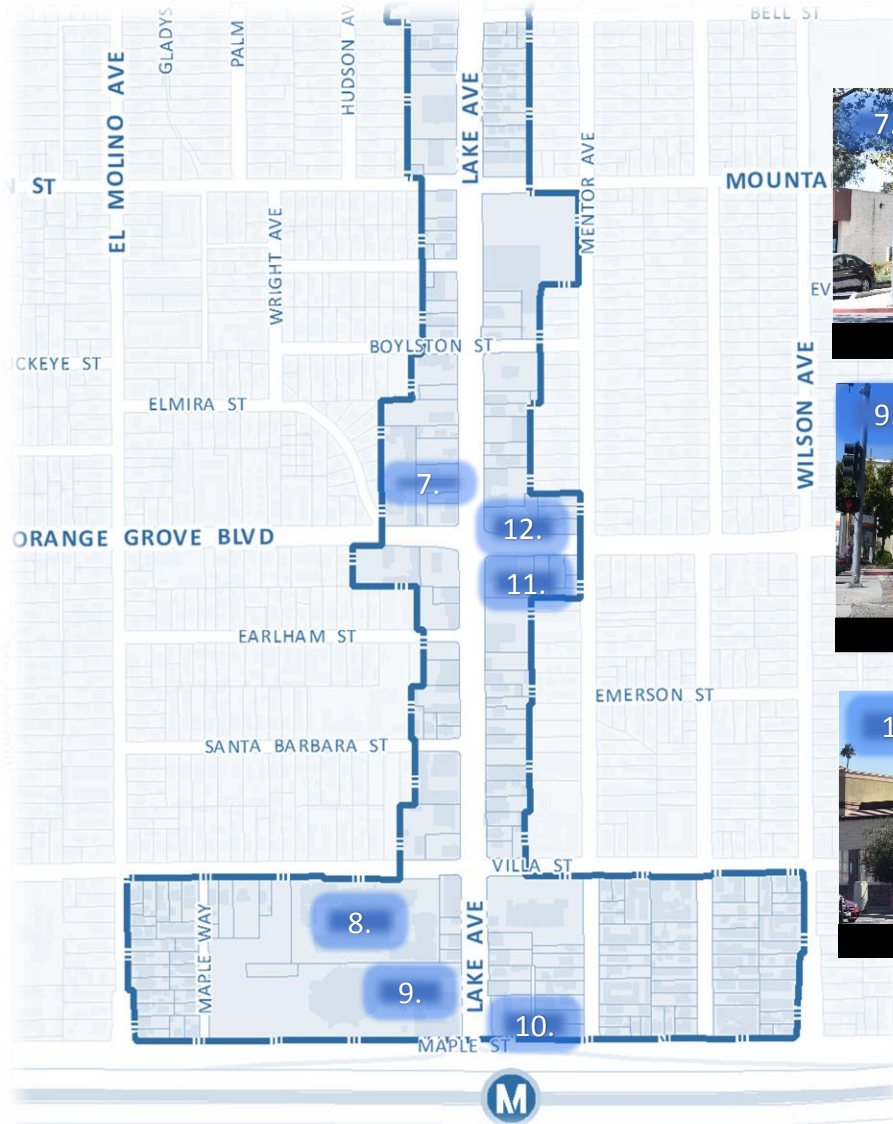 BELL ST
GLADYS
PALM
HUDSON AV
EL MOLINO AVE
LAKE AVE
7
MENTOR AVE
ST
MOUNTA
WRIGHT AVE
EV
BOYLSTON ST
CKEYE ST
ELMIRA ST
WILSON AVE
9
7.
12.
ORANGE GROVE BLVD
11.
EARLHAM ST
EMERSON ST
1
SANTA BARBARA ST
VILLA ST
8.
MAPLE WAY
LAKE AVE
9.
10.
MAPLE ST
M